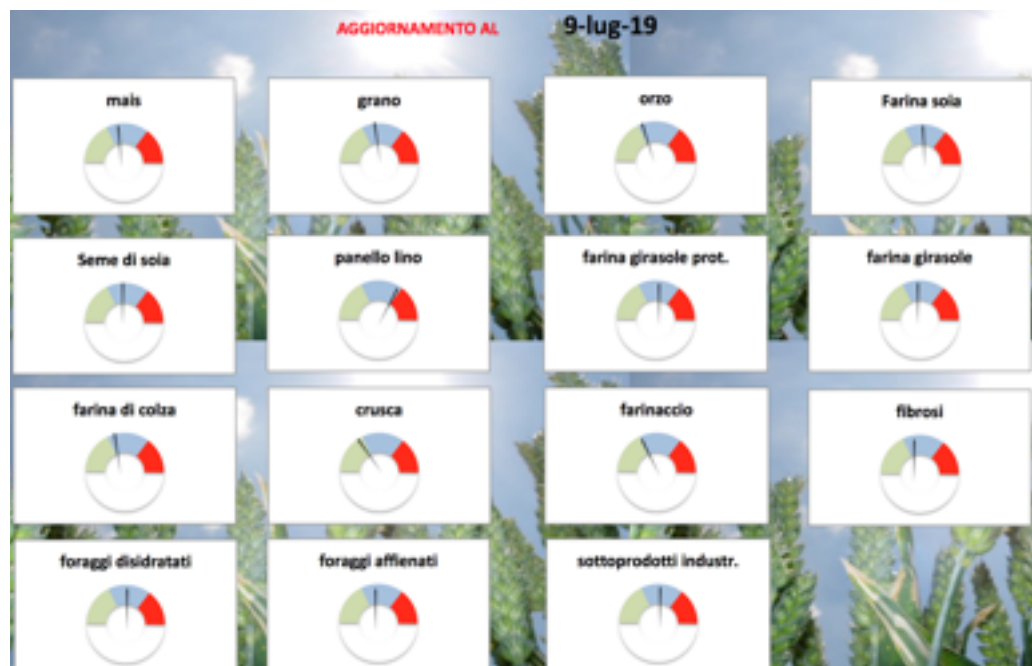 AGGIORNAMENTO AL 9-lug-19
mais grano orzo Farina soia
Seme di soia panello lino farina girasole prot. farina girasole
farina di colza crusca farinaccio fibrosi
foraggi disidratati foraggi affienati sottoprodotti industr.